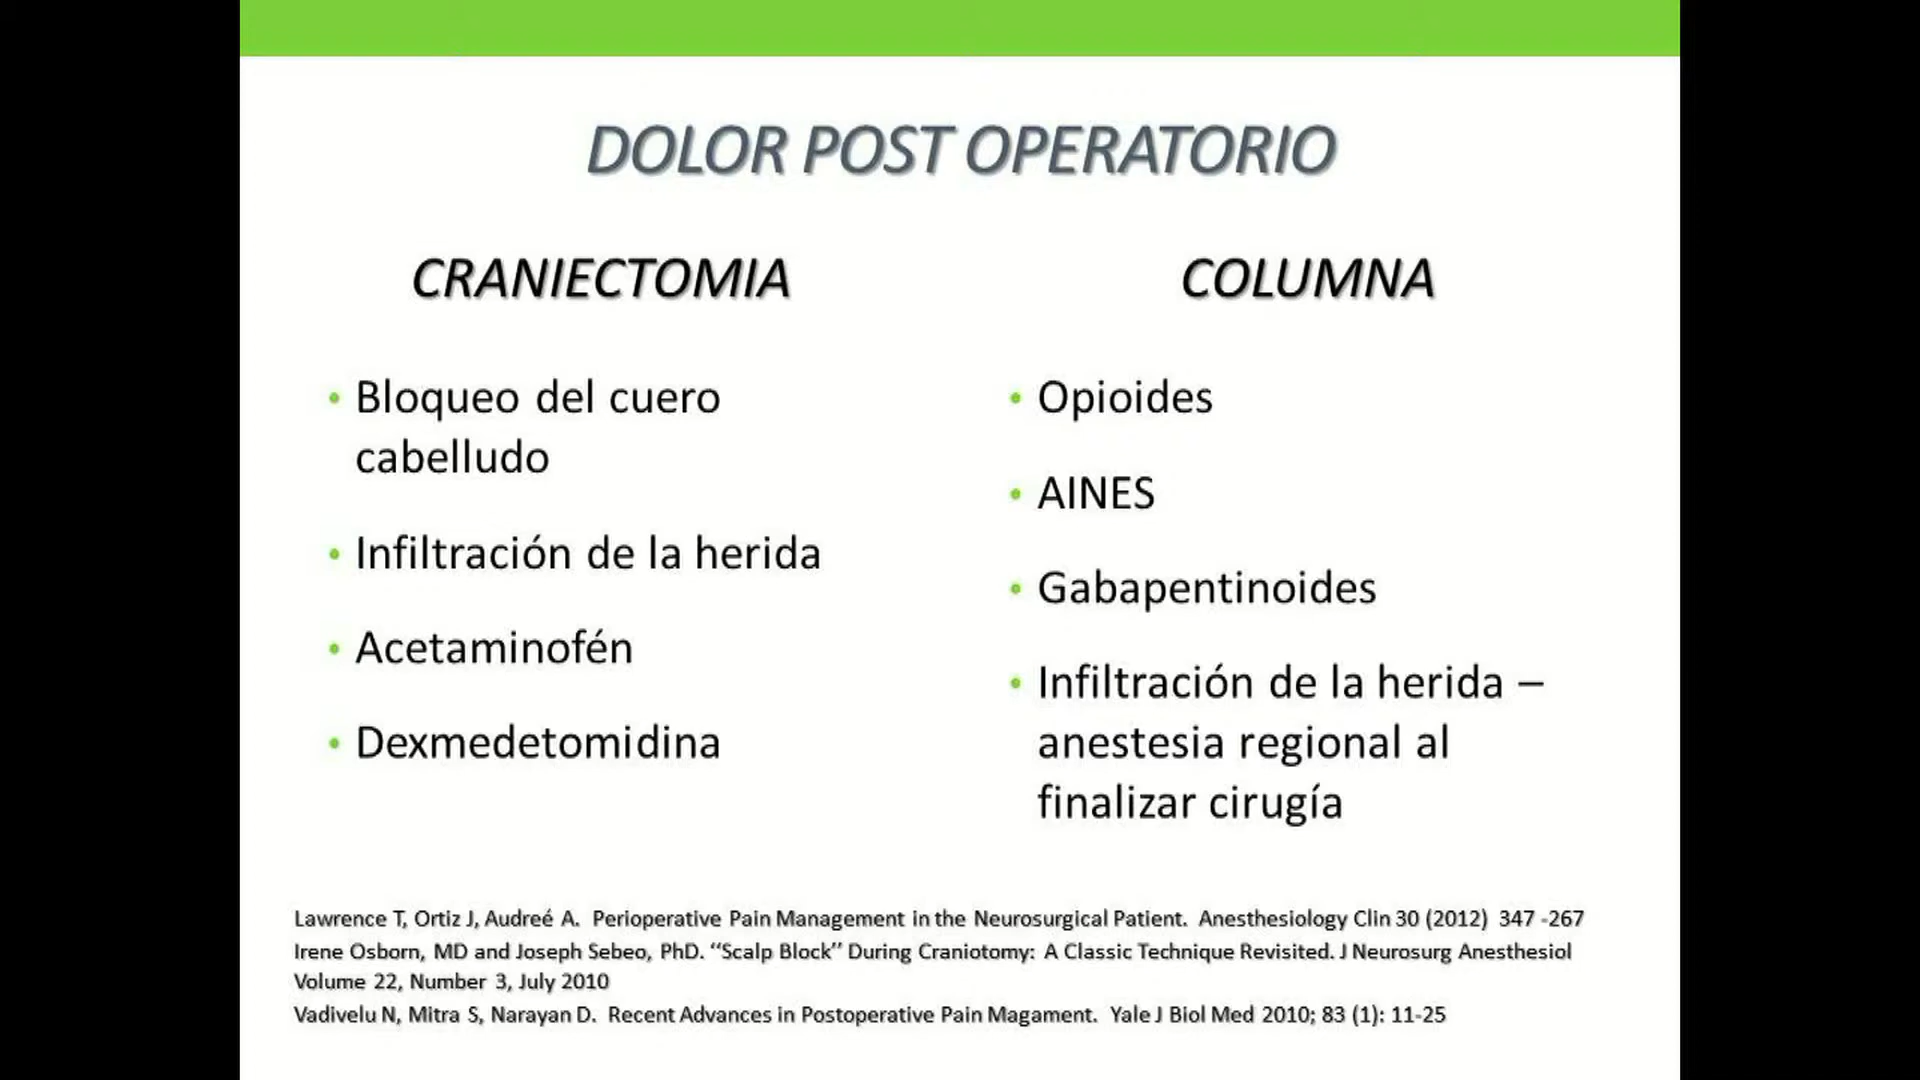 DOLOR POST OPERATORIO
CRANIECTOMIA
• Bloqueo del cuero
cabelludo
• Infiltración de la herida
• Acetaminofén
• Dexmedetomidina
COLUMNA
• Opioides
• AINES
• Gabapentinoides
• Infiltración de la herida –
anestesia regional al
finalizar cirugía
Lawrence T, Ortiz J, Audreé A. Perioperative Pain Management in the Neurosurgical Patient. Anesthesiology Clin 30 (2012) 347 -267
Irene Osborn, MD and Joseph Sebeo, PhD. “Scalp Block” During Craniotomy: A Classic Technique Revisited. J Neurosurg Anesthesiol
Volume 22, Number 3, July 2010
Vadivelu N, Mitra S, Narayan D. Recent Advances in Postoperative Pain Magament. Yale J Biol Med 2010; 83 (1): 11-25